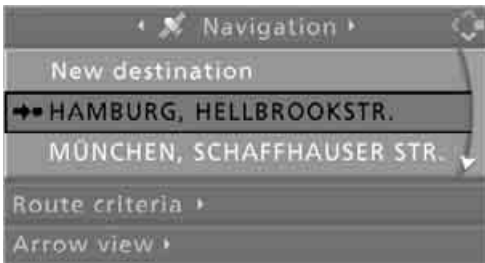 Navigation
New destination
HAMBURG, HELLBROOKSTR.
MÜNCHEN, SCHAFFHAUSER STR.
Route criteria
Arrow view